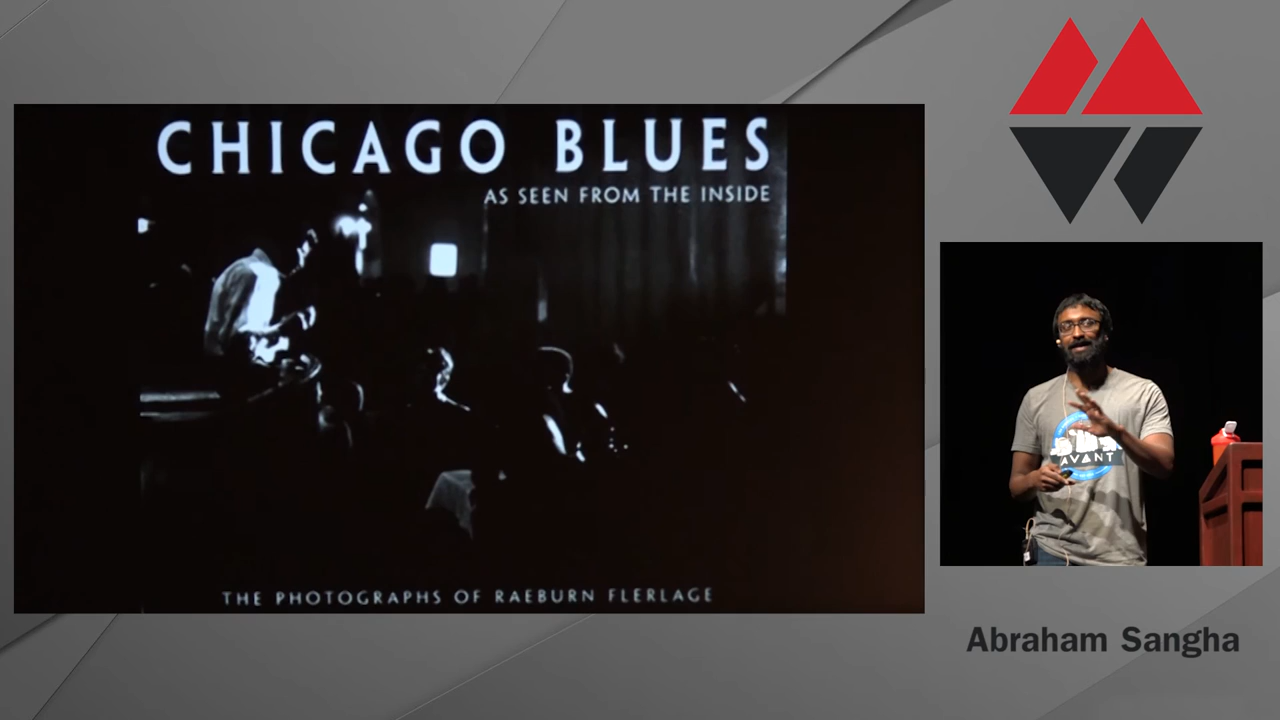 CHICAGO BLUES
AS SEEN FROM THE INSIDE
THE PHOTOGRAPHS OF RAEBURN FLERLAGE
AVANT
Abraham Sangha